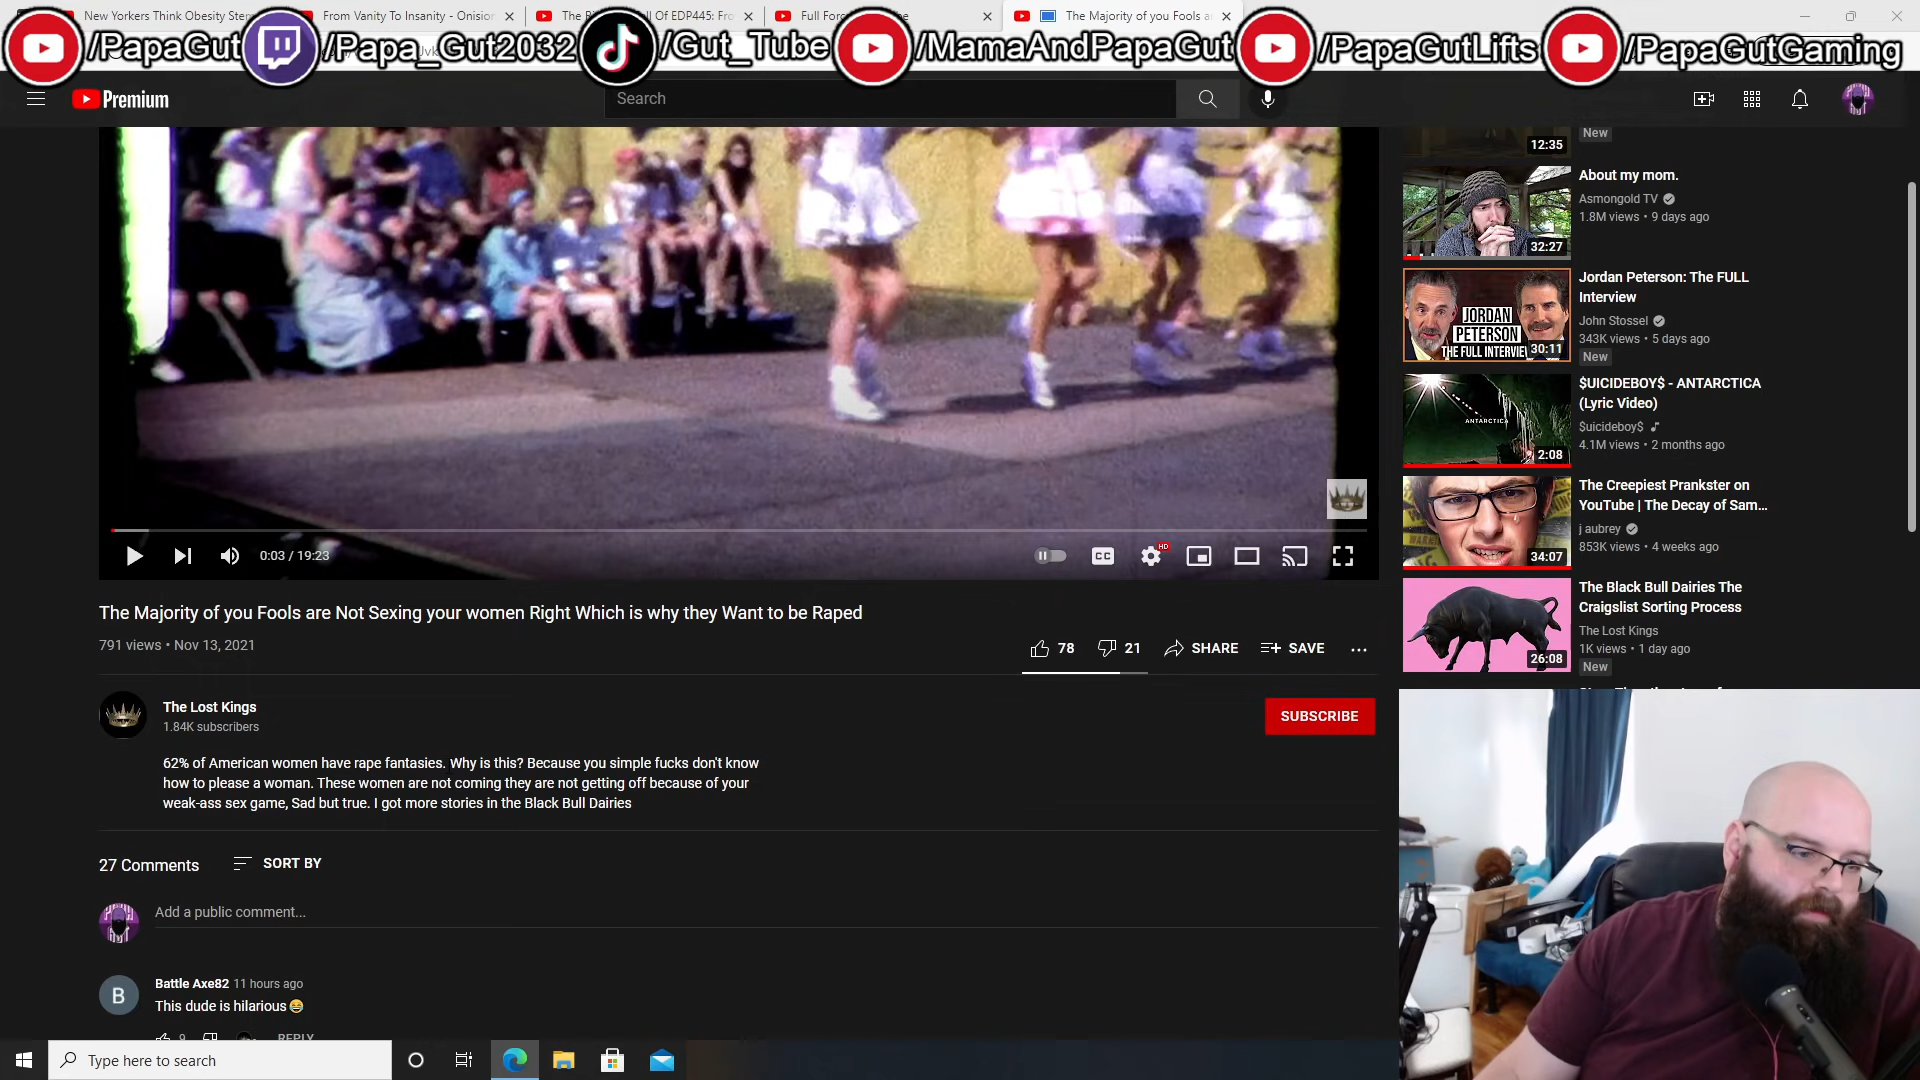 New Yorkers Think Obesity Ste
From Vanity To Insanity - Onision
The
Of EDP445: Fro
Full For
The Majority of you Fools a
/PapaGut
/Papa_Gut2032
/Gut_Tube
/MamaAndPapaGut
/PapaGutLifts
/PapaGutGaming
Premium
Search
12:35
New
About my mom.
Asmongold TV
1.8M views • 9 days ago
32:27
Jordan Peterson: The FULL
Interview
John Stossel
343K views • 5 days ago
New
JORDAN
PETERSON
THE FULL INTERVIE
30:11
$UICIDEBOY$ - ANTARCTICA
(Lyric Video)
$uicideboy$
4.1M views • 2 months ago
ANTARCTICA
2:08
The Creepiest Prankster on
YouTube | The Decay of Sam...
j aubrey
853K views • 4 weeks ago
34:07
The Black Bull Dairies The
Craigslist Sorting Process
The Lost Kings
1K views • 1 day ago
New
26:08
0:03 / 19:23
CC
HD
The Majority of you Fools are Not Sexing your women Right Which is why they Want to be Raped
791 views • Nov 13, 2021
78
21
SHARE
SAVE
The Lost Kings
1.84K subscribers
SUBSCRIBE
62% of American women have rape fantasies. Why is this? Because you simple fucks don't know
how to please a woman. These women are not coming they are not getting off because of your
weak-ass sex game, Sad but true. I got more stories in the Black Bull Dairies
27 Comments
SORT BY
Add a public comment...
B
Battle Axe82 11 hours ago
This dude is hilarious😂
9
REPLY
Type here to search